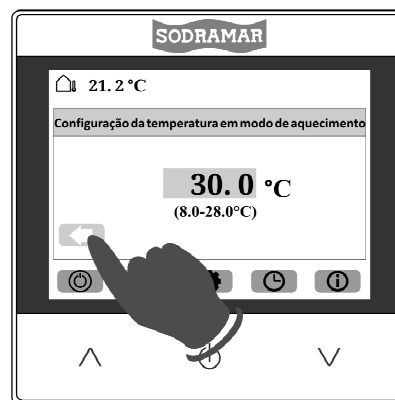 SODRAMAR
21.2 °C
Configuração da temperatura em modo de aquecimento
30.0 °C
(8.0-28.0°C)